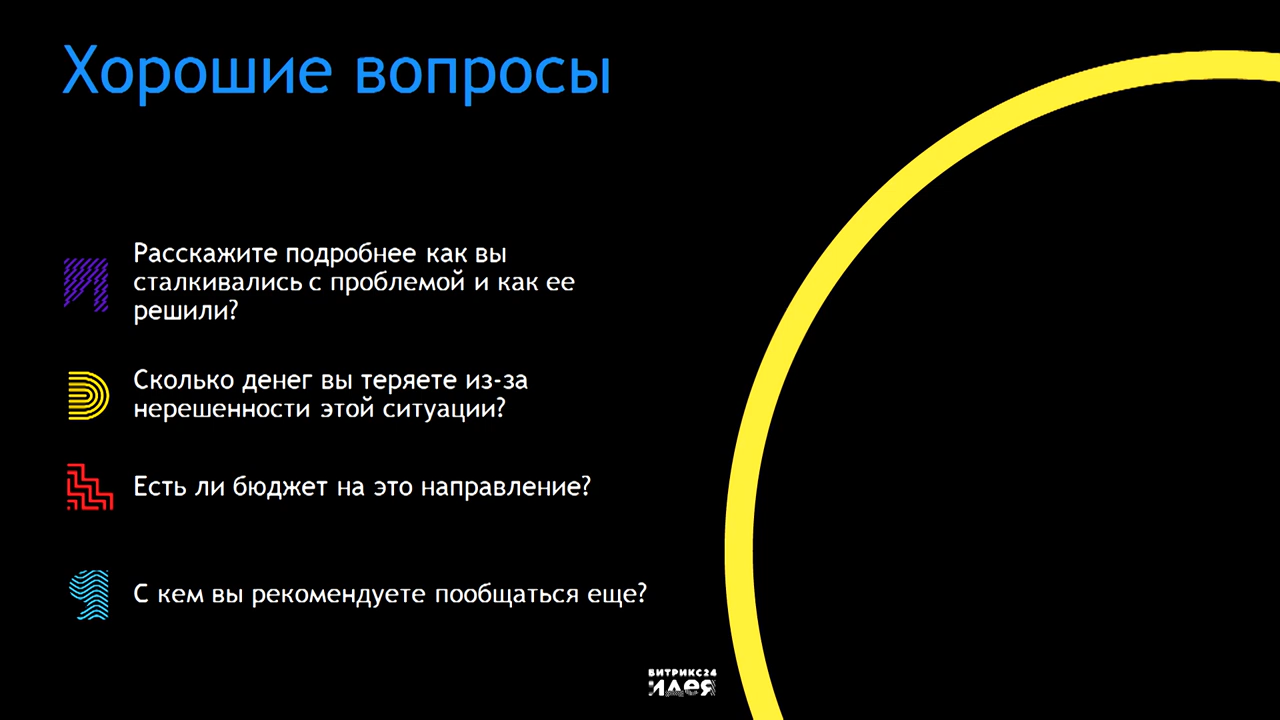 Хорошие вопросы
Расскажите подробнее как вы
сталкивались с проблемой и как ее
решили?
Сколько денег вы теряете из-за
нерешенности этой ситуации?
Есть ли бюджет на это направление?
С кем вы рекомендуете пообщаться еще?
БИТРИКС24
идея